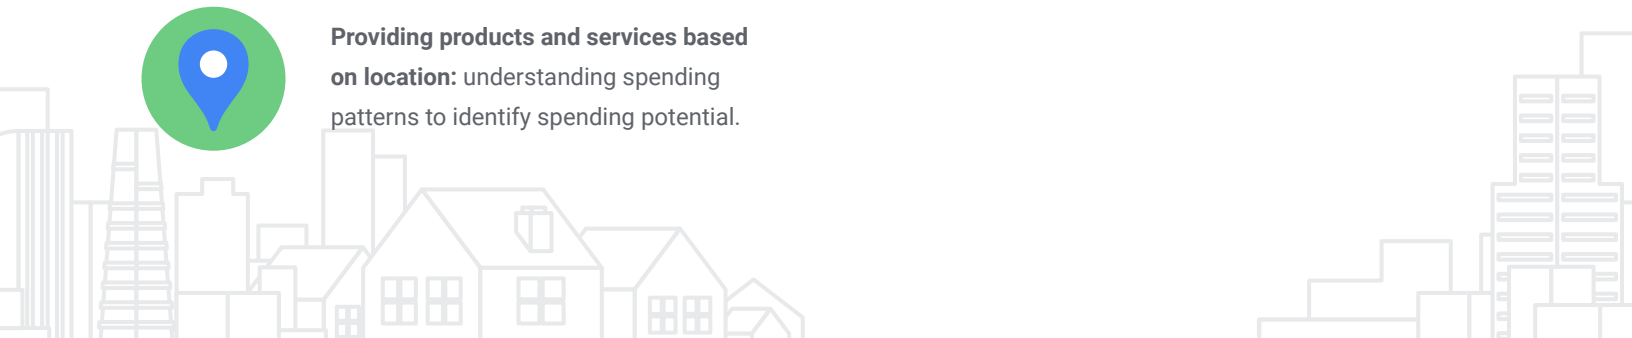 Providing products and services based
on location: understanding spending
patterns to identify spending potential.